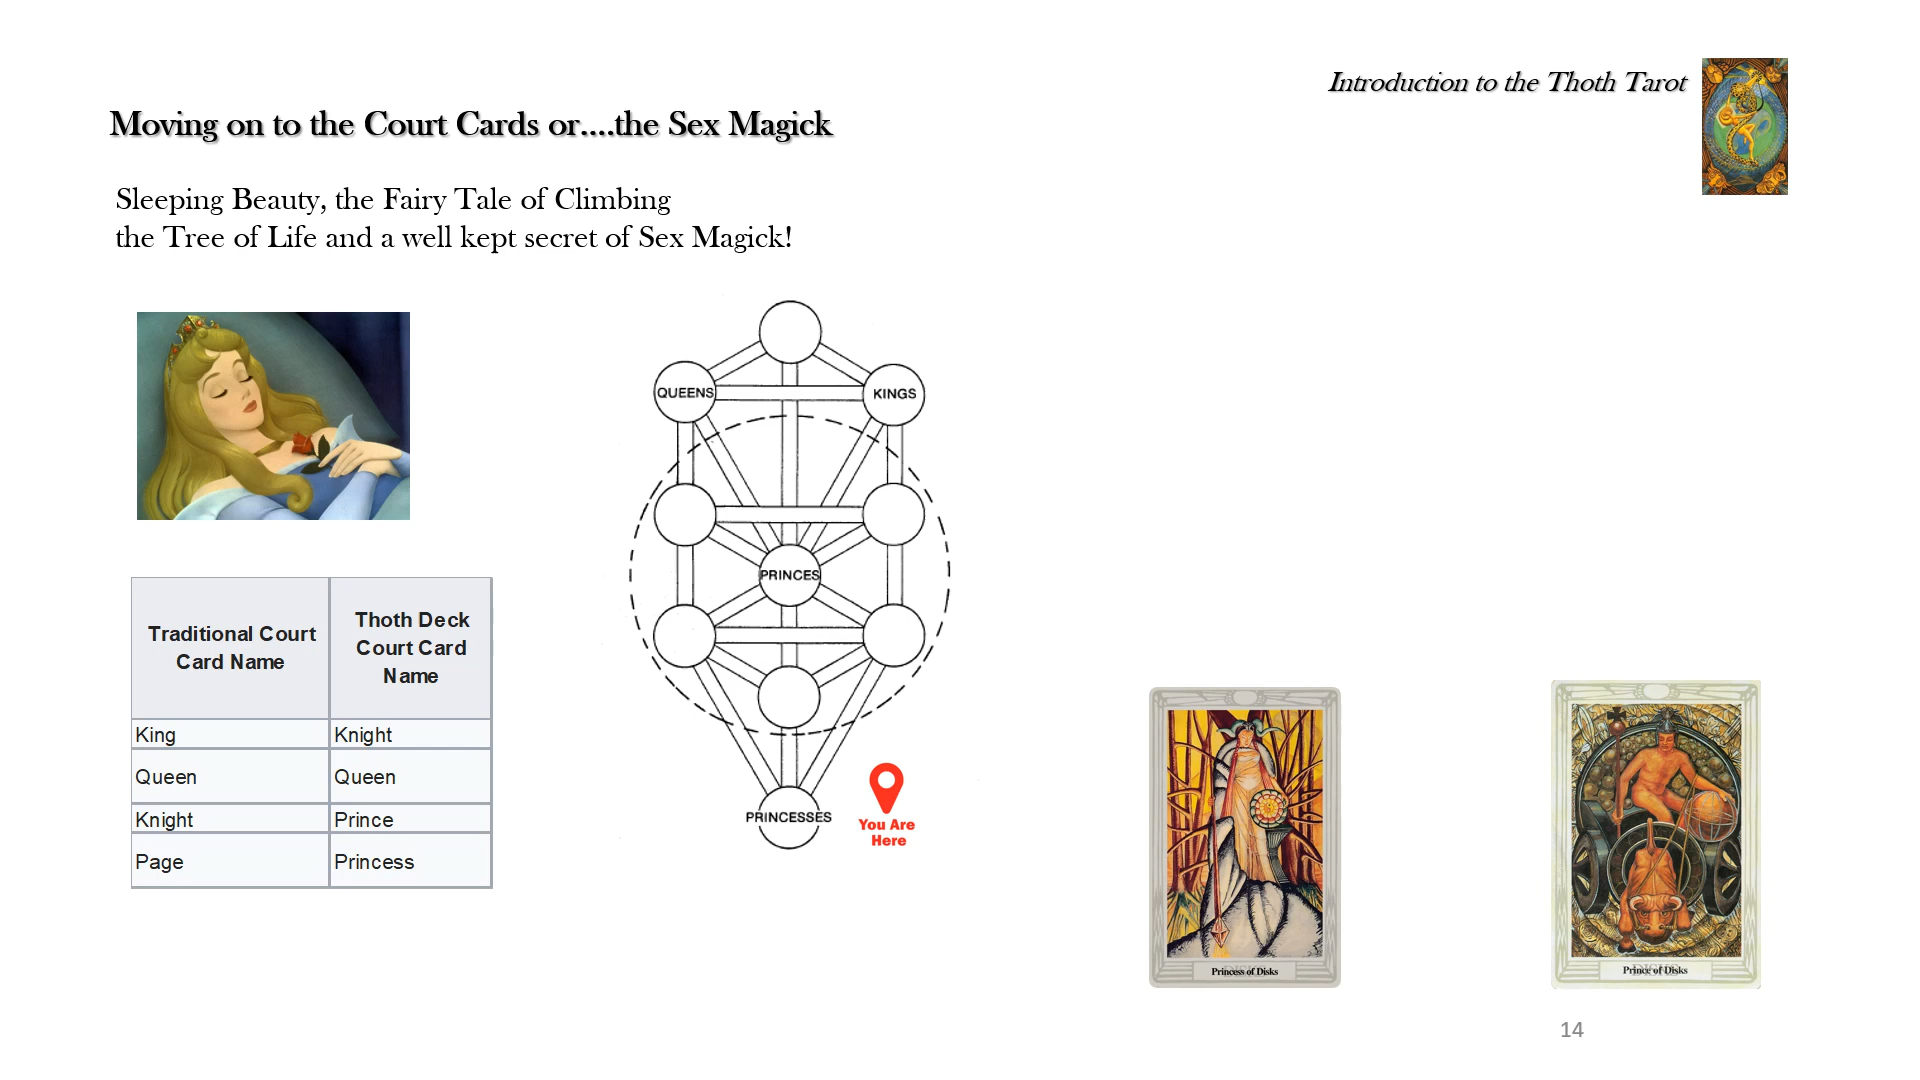 Introduction to the Thoth Tarot
Moving on to the Court Cards or....the Sex Magick
Sleeping Beauty, the Fairy Tale of Climbing
the Tree of Life and a well kept secret of Sex Magick!
QUEENS
KINGS
PRINCES
PRINCESSES
You Are
Here
Traditional Court
Card Name
Thoth Deck
Court Card
Name
King
Knight
Queen
Queen
Knight
Prince
Page
Princess
Princess of Disks
Prince of Disks
14